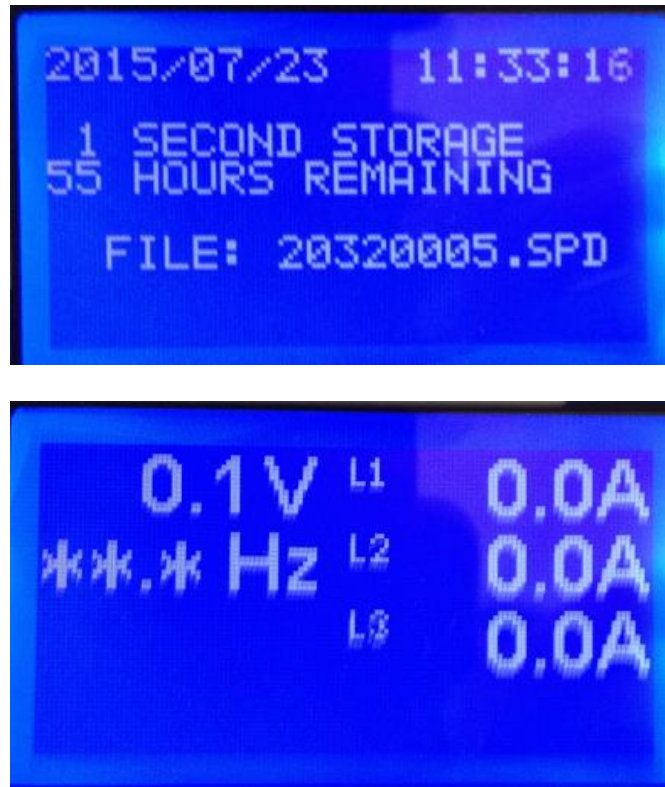 2015/07/23 11:33:16
1 SECOND STORAGE
55 HOURS REMAINING
FILE: 20320005.SPD
0.1V L1 0.0A
**.* Hz L2 0.0A
L3 0.0A